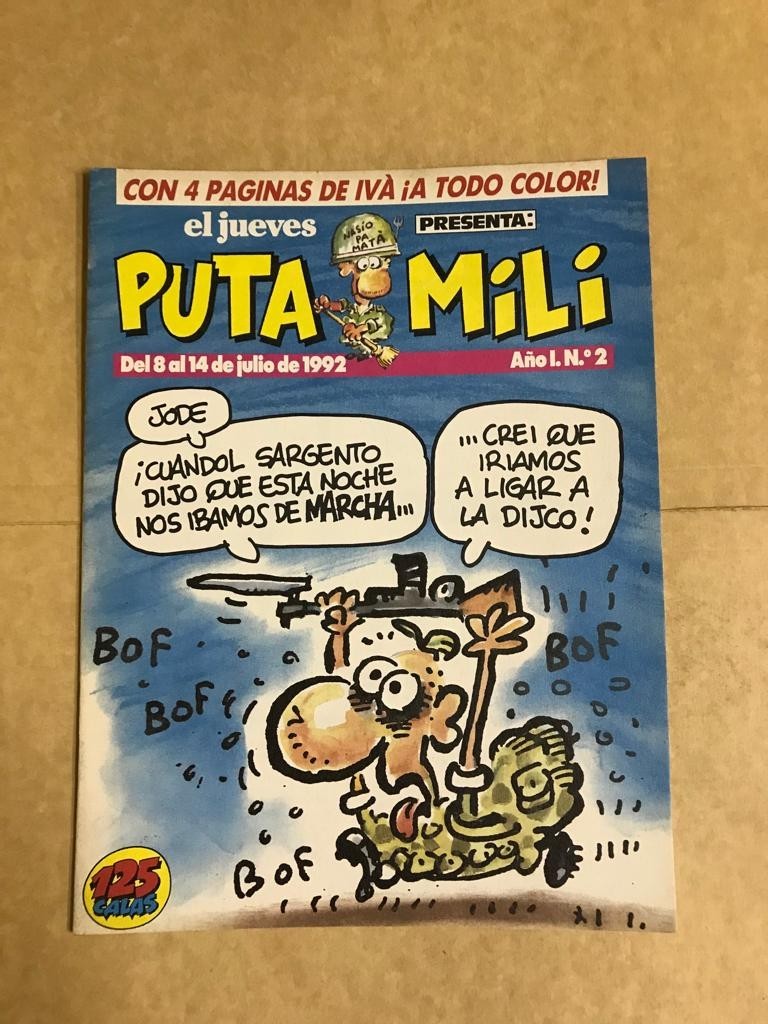 CON 4 PAGINAS DE IVÀ ¡A TODO COLOR!
el jueves PRESENTA:
NASIO
PA
MATÁ
PUTA MiLi
Del 8 al 14 de julio de 1992 Año I. N.º 2
JODE
¡CUANDOL SARGENTO
DIJO QUE ESTA NOCHE
NOS IBAMOS DE MARCHA...
...CREI QUE
IRIAMOS
A LIGAR A
LA DIJCO!
BOF
BOF
BOF
BOF
125
CALAS